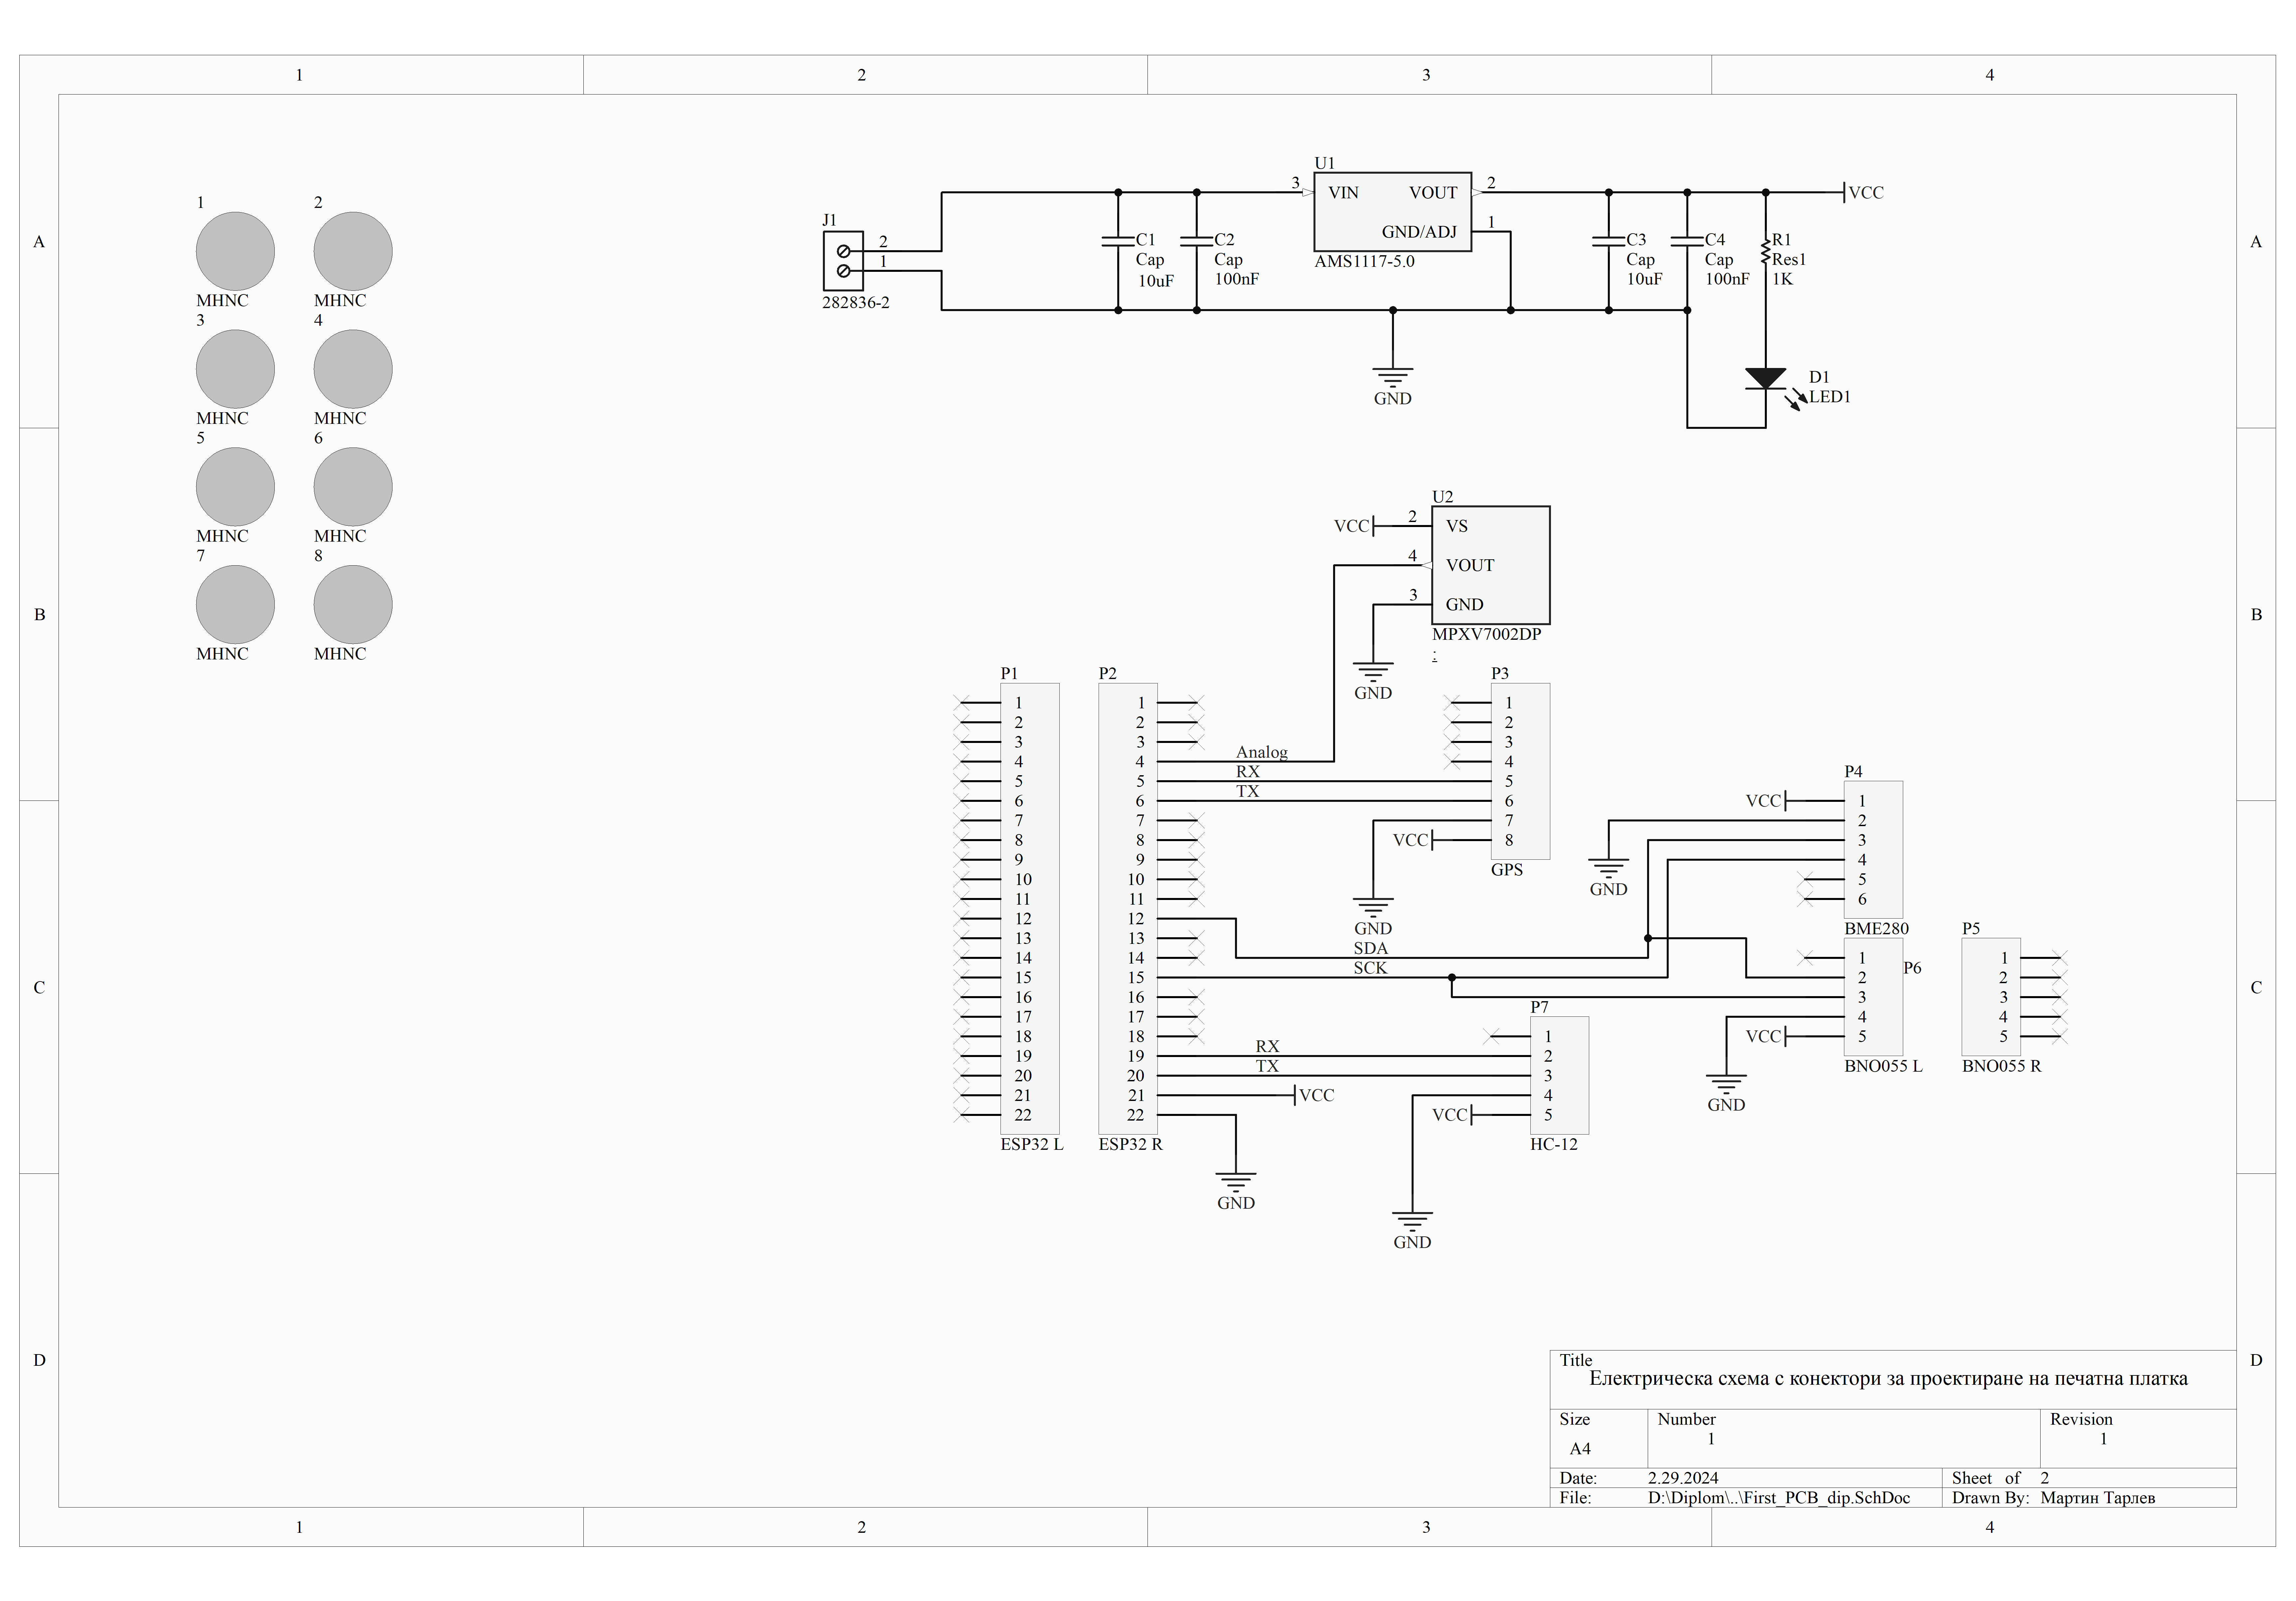 1 2 3 4
A
B
C
D
A
B
C
D
1 2
MHNC MHNC
3 4
MHNC MHNC
5 6
MHNC MHNC
7 8
MHNC MHNC
J1
2
1
282836-2
C1
Cap
10uF
C2
Cap
100nF
U1
3 VIN VOUT 2
GND/ADJ 1
AMS1117-5.0
GND
C3
Cap
10uF
C4
Cap
100nF
R1
Res1
1K
VCC
D1
LED1
U2
VCC 2 VS
4 VOUT
3 GND
MPXV7002DP
:
GND
P1
1
2
3
4
5
6
7
8
9
10
11
12
13
14
15
16
17
18
19
20
21
22
ESP32 L
P2
1
2
3
4
5
6
7
8
9
10
11
12
13
14
15
16
17
18
19
20
21
22
ESP32 R
Analog
RX
TX
SDA
SCK
RX
TX
VCC
GND
P3
1
2
3
4
5
6
7
VCC 8
GPS
GND
P4
VCC 1
2
3
4
5
6
BME280
GND
P6
1
2
3
4
VCC 5
BNO055 L
GND
P5
1
2
3
4
5
BNO055 R
P7
1
2
3
4
VCC 5
HC-12
GND
Title
Електрическа схема с конектори за проектиране на печатна платка
Size Number Revision
A4 1 1
Date: 2.29.2024 Sheet of 2
File: D:\Diplom\..\First_PCB_dip.SchDoc Drawn By: Мартин Тарлев
1 2 3 4